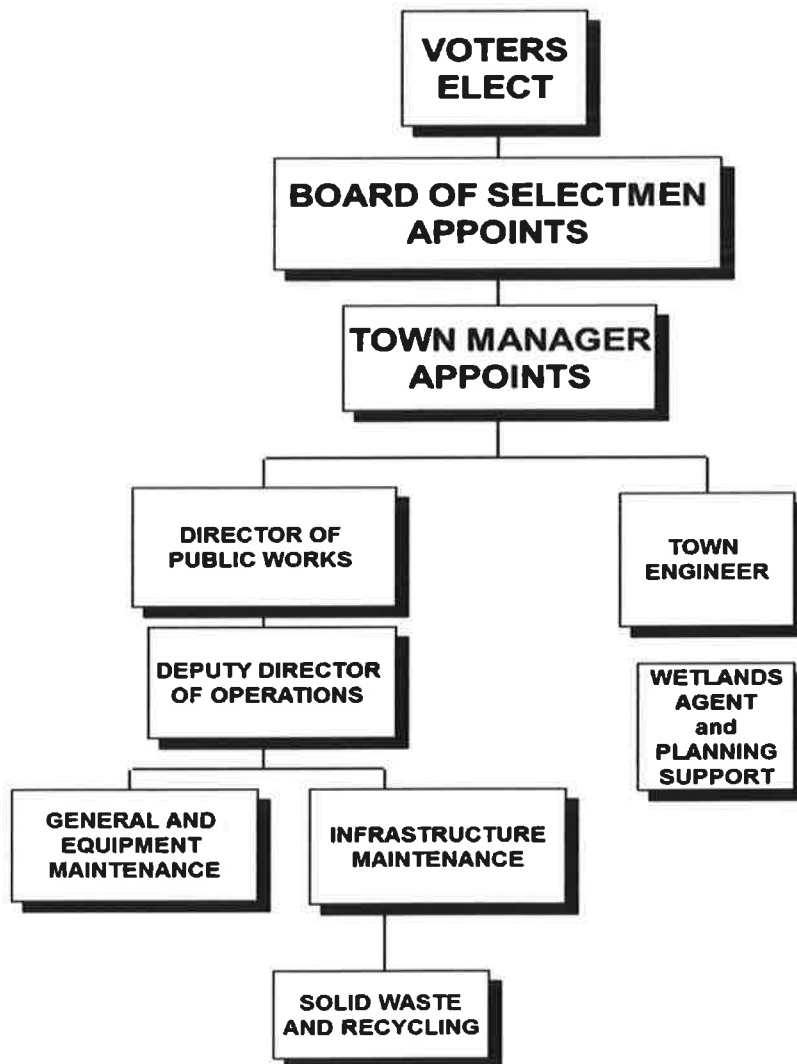 VOTERS
ELECT
BOARD OF SELECTMEN
APPOINTS
TOWN MANAGER
APPOINTS
DIRECTOR OF
PUBLIC WORKS
TOWN
ENGINEER
DEPUTY DIRECTOR
OF OPERATIONS
WETLANDS
AGENT
and
PLANNING
SUPPORT
GENERAL AND
EQUIPMENT
MAINTENANCE
INFRASTRUCTURE
MAINTENANCE
SOLID WASTE
AND RECYCLING